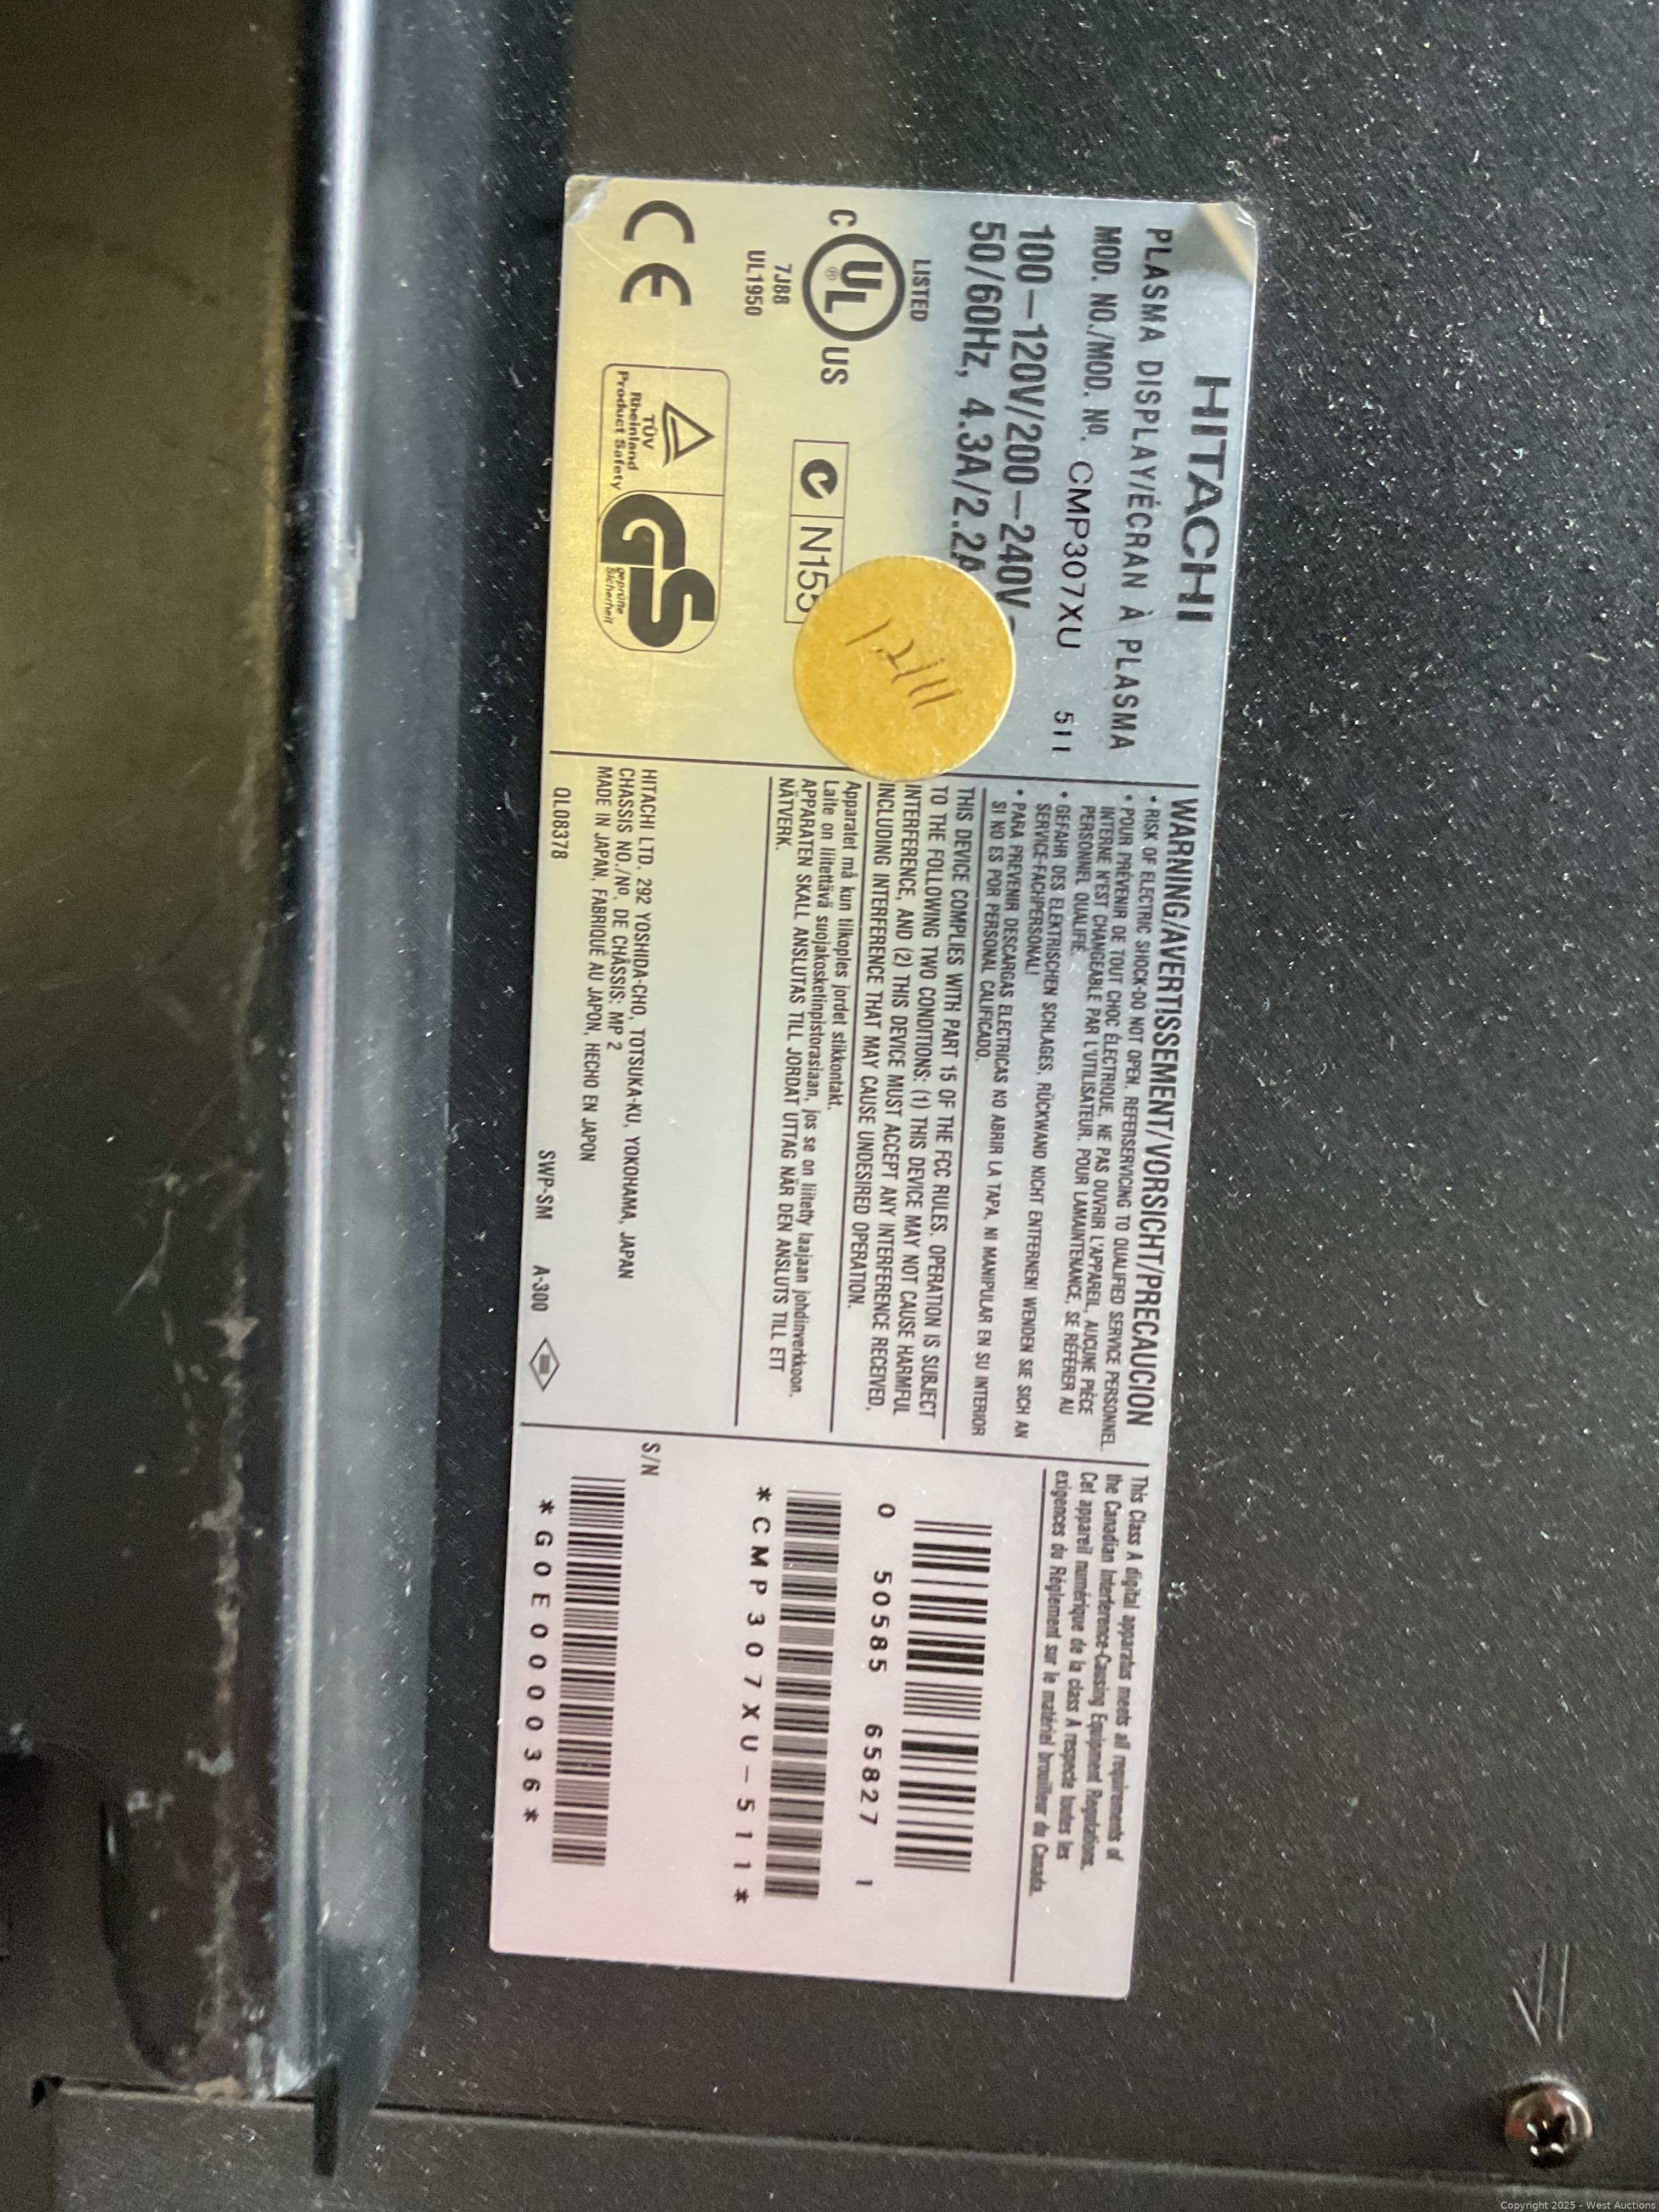 HITACHI
PLASMA DISPLAY/ÉCRAN À PLASMA
MOD. NO./MOD. Nº. CMP307XU 511
100–120V/200–240V
50/60Hz, 4.3A/2.2A
LISTED
C UL ® US
7J88
UL1950
N155
CE
TÜV
Rheinland
Product Safety
GS
geprüfte
Sicherheit
WARNING/AVERTISSEMENT/VORSICHT/PRECAUCION
• RISK OF ELECTRIC SHOCK-DO NOT OPEN. REFERSERVICING TO QUALIFIED SERVICE PERSONNEL.
• POUR PRÉVENIR DE TOUT CHOC ÉLECTRIQUE, NE PAS OUVRIR L'APPAREIL, AUCUNE PIÈCE
INTERNE N'EST CHANGEABLE PAR L'UTILISATEUR. POUR LAMAINTENANCE, SE RÉFÉRER AU
PERSONNEL QUALIFIÉ.
• GEFAHR DES ELEKTRISCHEN SCHLAGES, RÜCKWAND NICHT ENTFERNEN! WENDEN SIE SICH AN
SERVICE-FACHPERSONAL!
• PARA PREVENIR DESCARGAS ELECTRICAS NO ABRIR LA TAPA, NI MANIPULAR EN SU INTERIOR
SI NO ES POR PERSONAL CALIFICADO.
THIS DEVICE COMPLIES WITH PART 15 OF THE FCC RULES. OPERATION IS SUBJECT
TO THE FOLLOWING TWO CONDITIONS: (1) THIS DEVICE MAY NOT CAUSE HARMFUL
INTERFERENCE, AND (2) THIS DEVICE MUST ACCEPT ANY INTERFERENCE RECEIVED,
INCLUDING INTERFERENCE THAT MAY CAUSE UNDESIRED OPERATION.
Apparatet må kun tilkoples jordet stikkontakt.
Laite on liitettävä suojakosketinpistorasiaan, jos se on liitetty laajaan johdinverkkoon.
APPARATEN SKALL ANSLUTAS TILL JORDAT UTTAG NÄR DEN ANSLUTS TILL ETT
NÄTVERK.
HITACHI LTD. 292 YOSHIDA-CHO, TOTSUKA-KU, YOKOHAMA, JAPAN
CHASSIS NO./Nº. DE CHÂSSIS: MP 2
MADE IN JAPAN, FABRIQUÉ AU JAPON, HECHO EN JAPON
QL08378 SWP-SM A-300
This Class A digital apparatus meets all requirements of
the Canadian Interference-Causing Equipment Regulations.
Cet appareil numérique de la class A respecte toutes les
exigences du Règlement sur le matériel brouilleur du Canada.
0 50585 65827 1
*CMP307XU-511*
S/N
*G0E000036*
Copyright 2025 - West Auctions